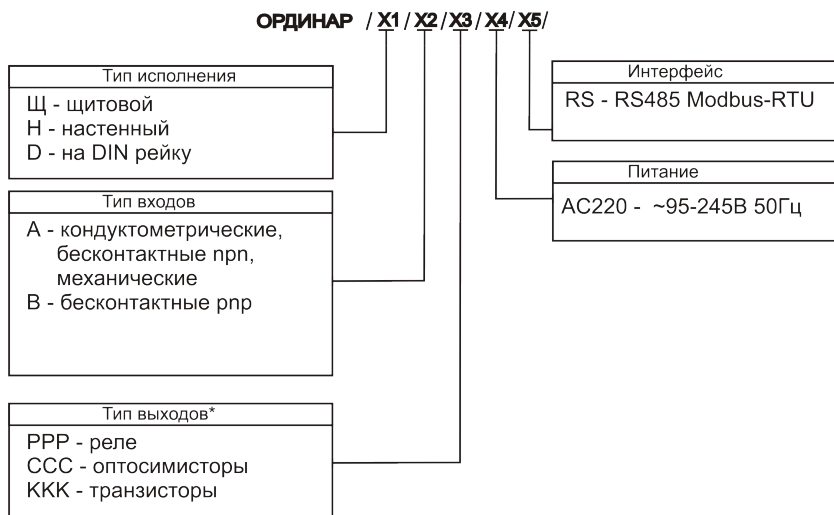 ОРДИНАР /X1/X2/X3/X4/X5/
Тип исполнения
Щ - щитовой
Н - настенный
D - на DIN рейку
Тип входов
А - кондуктометрические,
бесконтактные npn,
механические
В - бесконтактные pnp
Тип выходов*
РРР - реле
ССС - оптосимисторы
ККК - транзисторы
Интерфейс
RS - RS485 Modbus-RTU
Питание
AC220 - ~95-245В 50Гц